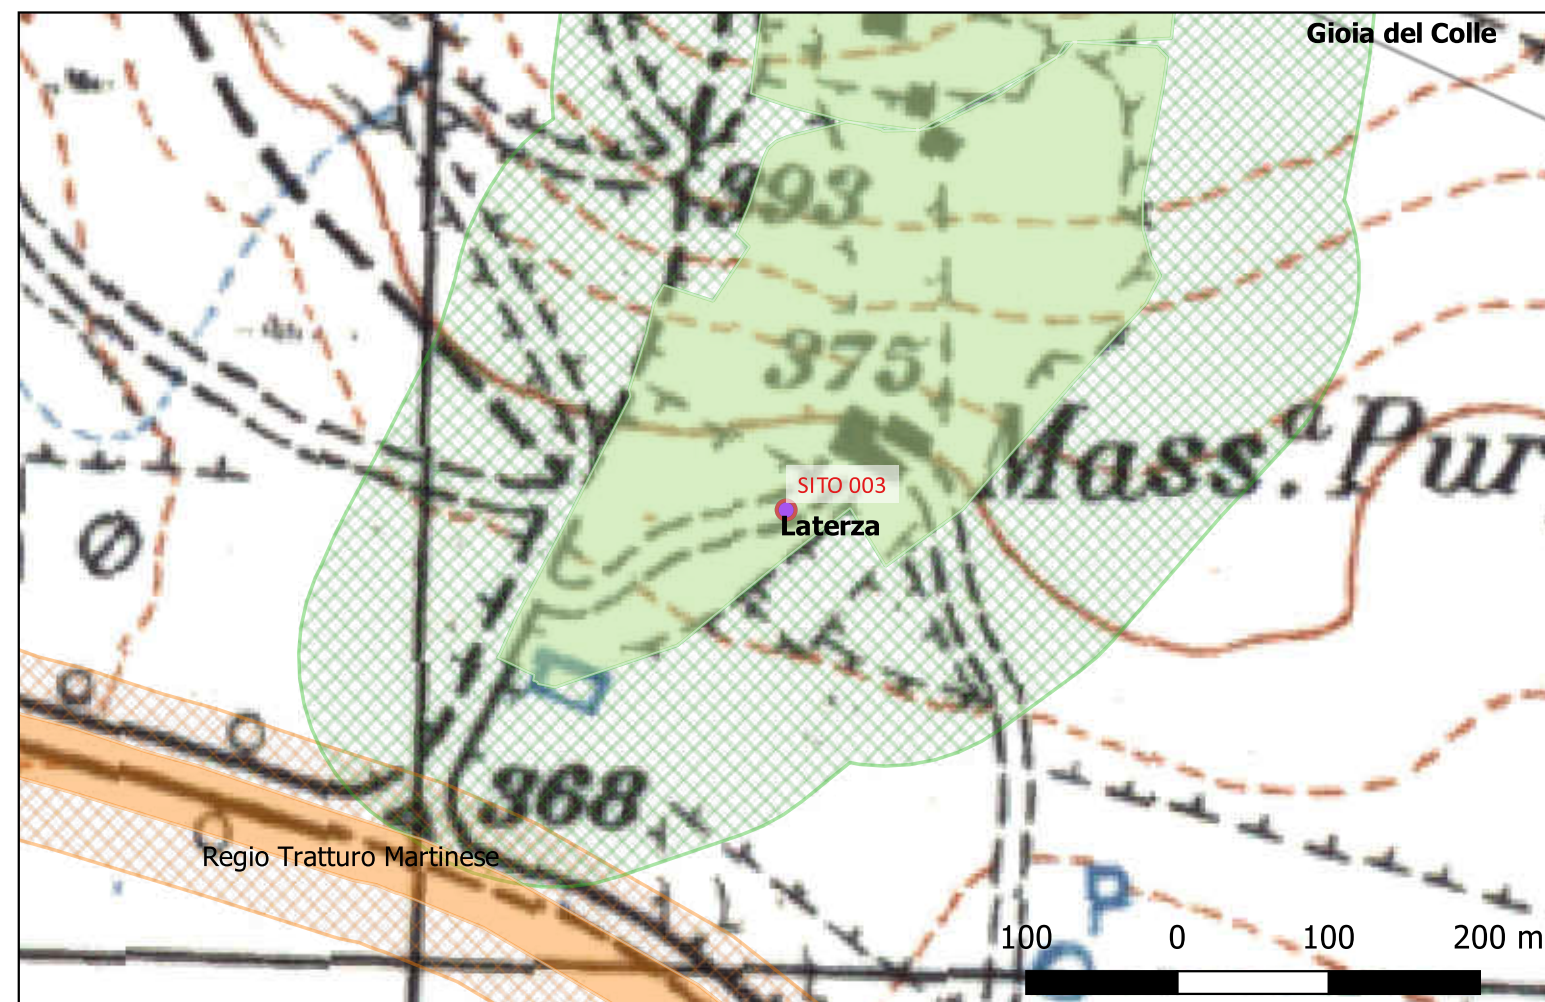 Gioia del Colle
393
375
Mass.ª Pur
SITO 003
Laterza
368
Regio Tratturo Martinese
P
100 0 100 200 m